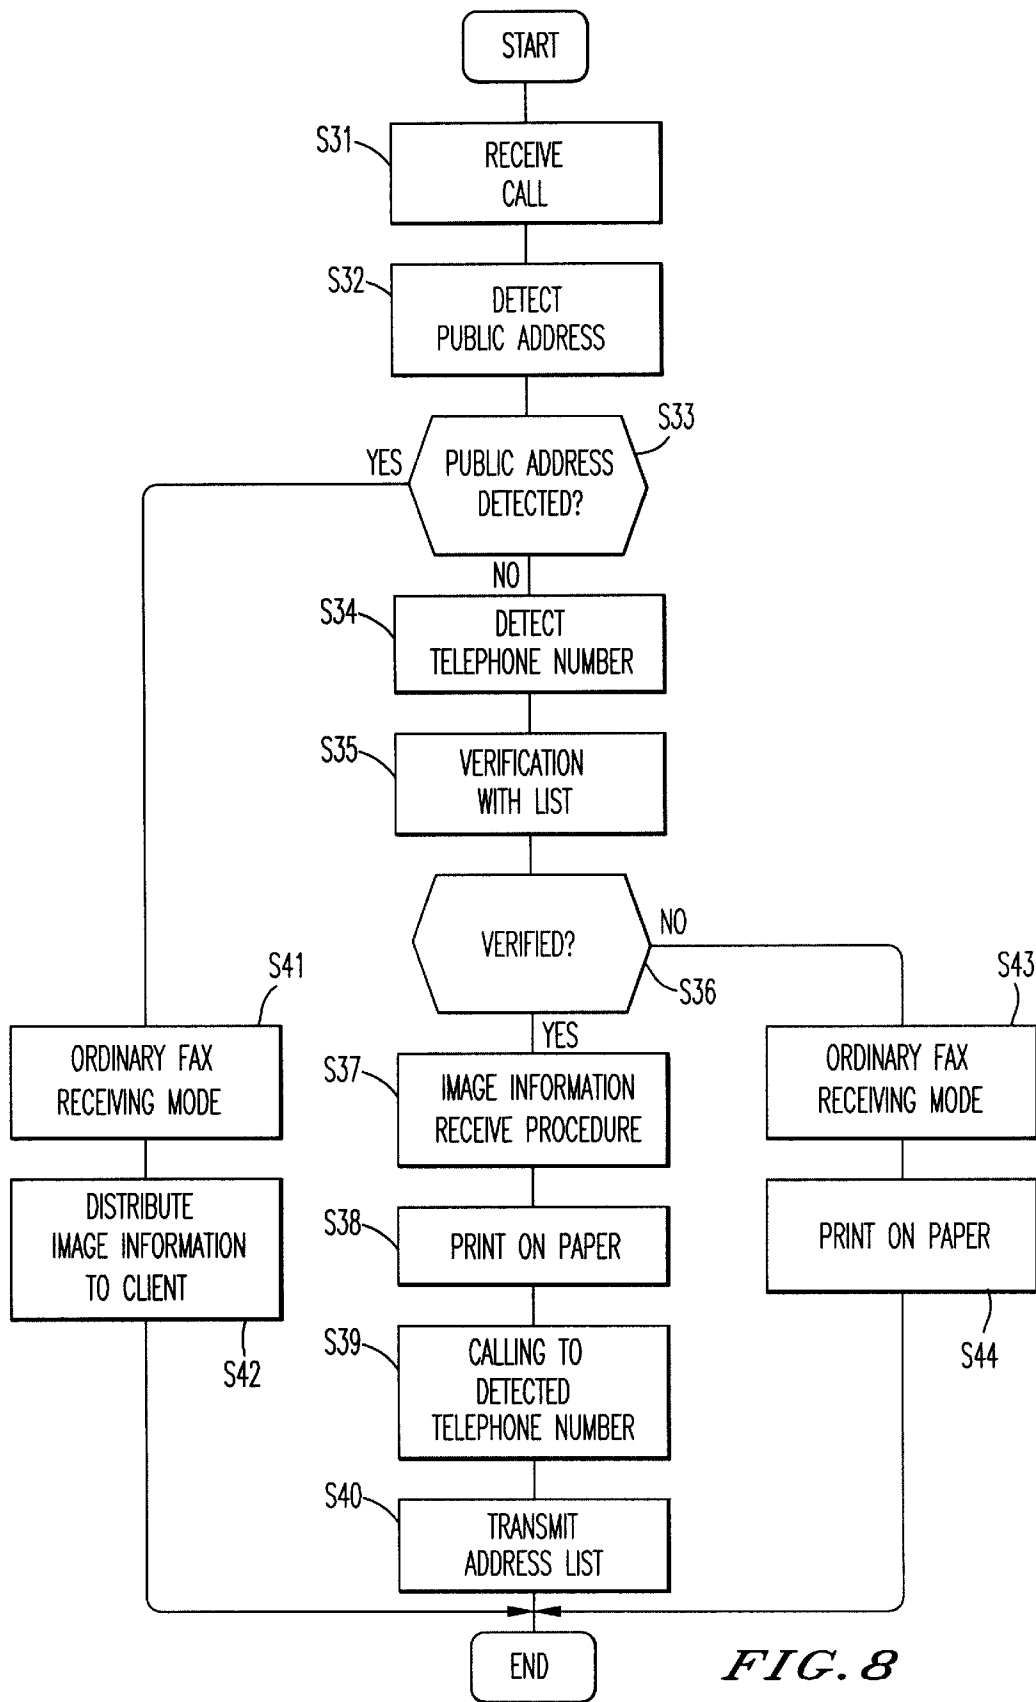 START
S31
RECEIVE
CALL
S32
DETECT
PUBLIC ADDRESS
S33
YES
PUBLIC ADDRESS
DETECTED?
NO
S34
DETECT
TELEPHONE NUMBER
S35
VERIFICATION
WITH LIST
VERIFIED?
NO
S36
YES
S41
ORDINARY FAX
RECEIVING MODE
S37
IMAGE INFORMATION
RECEIVE PROCEDURE
S43
ORDINARY FAX
RECEIVING MODE
DISTRIBUTE
IMAGE INFORMATION
TO CLIENT
S42
S38
PRINT ON PAPER
PRINT ON PAPER
S44
S39
CALLING TO
DETECTED
TELEPHONE NUMBER
S40
TRANSMIT
ADDRESS LIST
END
FIG. 8